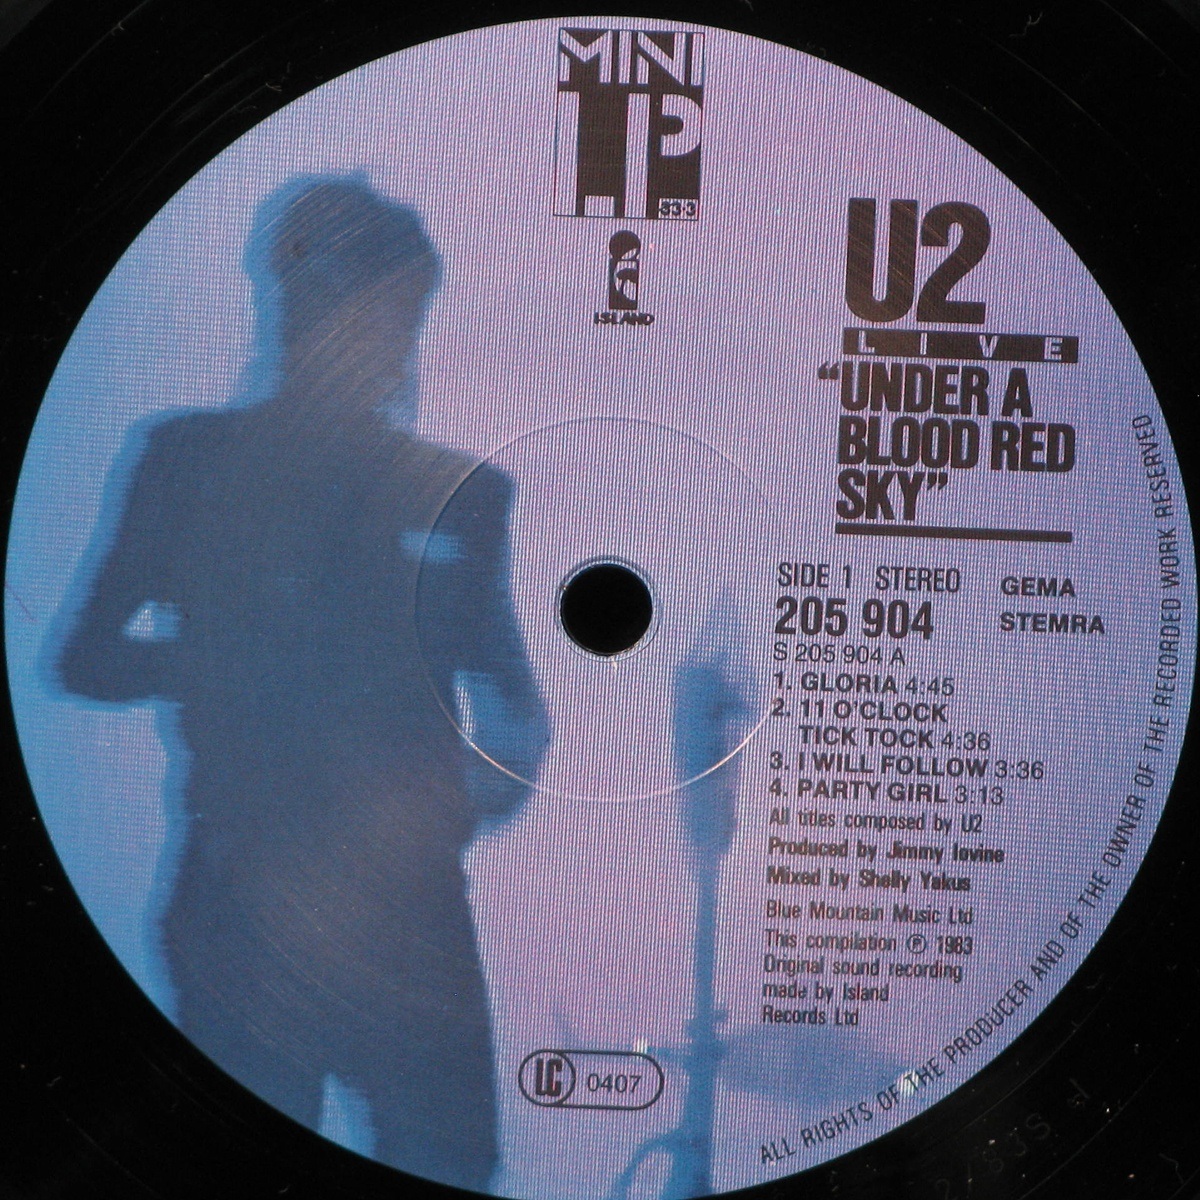 MINI
LP
33·3
ISLAND
U2
LIVE
“UNDER A
BLOOD RED
SKY”
SIDE 1 STEREO GEMA
205 904 STEMRA
S 205 904 A
1. GLORIA 4:45
2. 11 O'CLOCK
TICK TOCK 4:36
3. I WILL FOLLOW 3:36
4. PARTY GIRL 3:13
All titles composed by U2
Produced by Jimmy Iovine
Mixed by Shelly Yakus
Blue Mountain Music Ltd
This compilation ℗ 1983
Original sound recording
made by Island
Records Ltd
LC 0407
ALL RIGHTS OF THE PRODUCER AND OF THE OWNER OF THE RECORDED WORK RESERVED